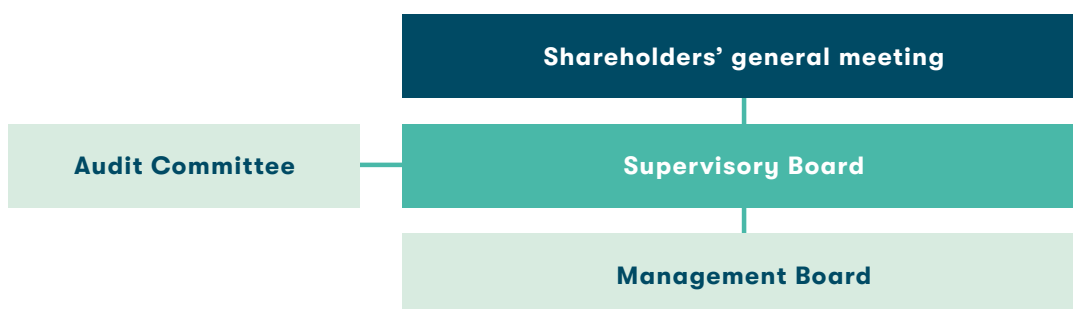 Shareholders’ general meeting
Audit Committee
Supervisory Board
Management Board